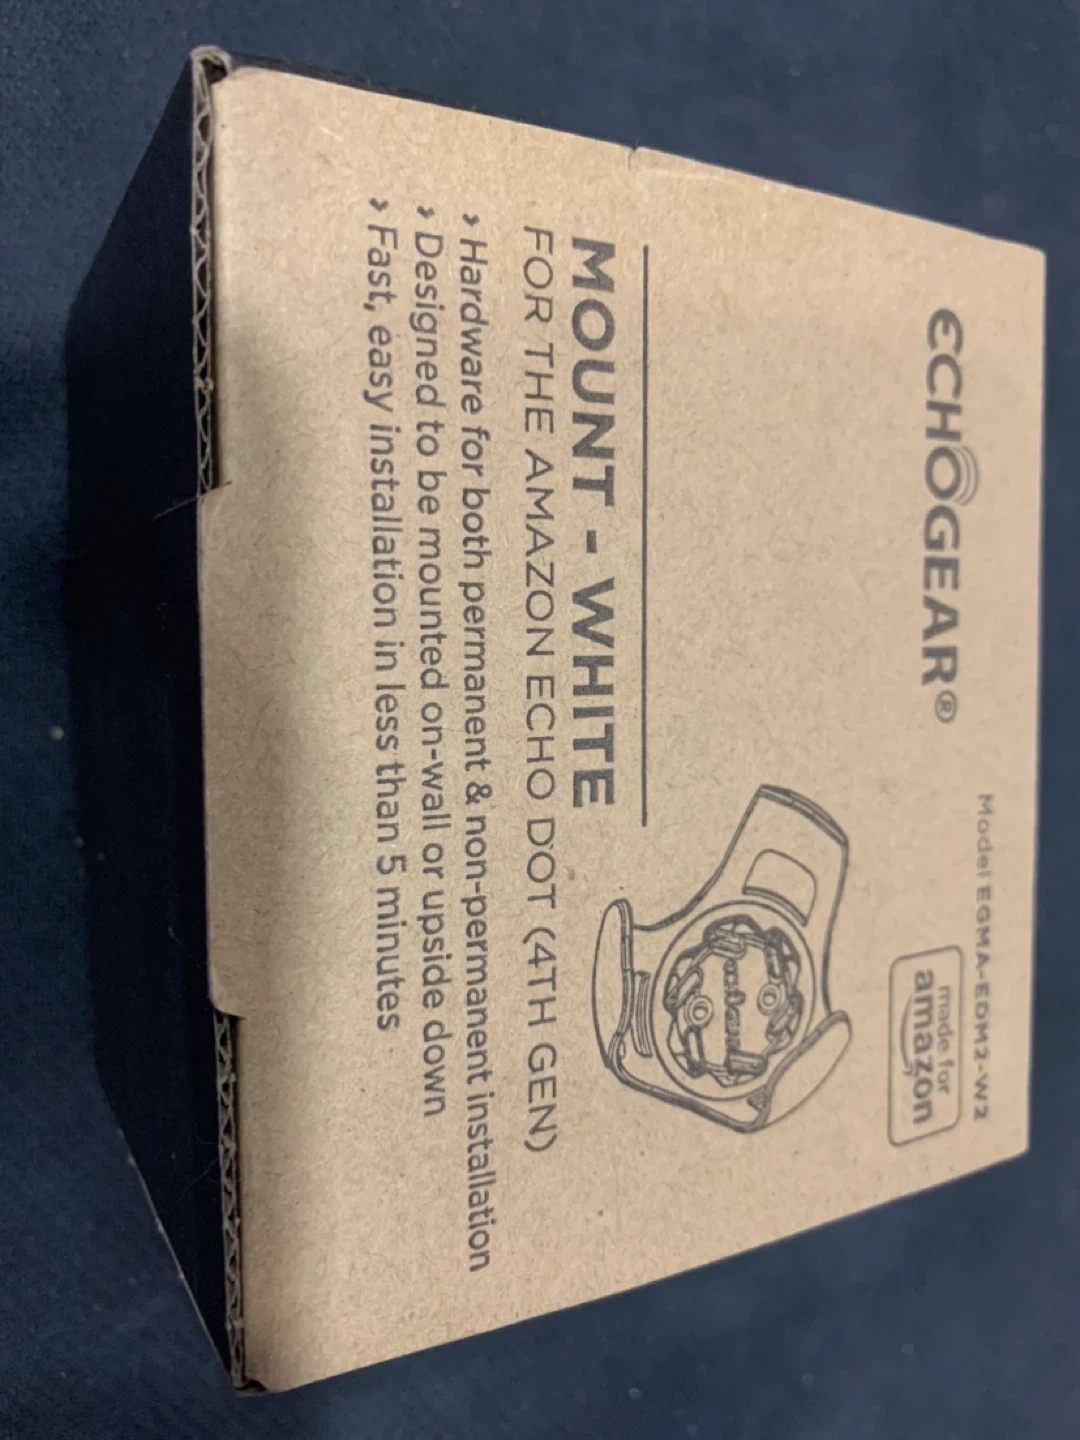 ECHOGEAR®
Model EGMA-EDM2-W2
made for
amazon
MOUNT - WHITE
FOR THE AMAZON ECHO DOT (4TH GEN)
› Hardware for both permanent & non-permanent installation
› Designed to be mounted on-wall or upside down
› Fast, easy installation in less than 5 minutes